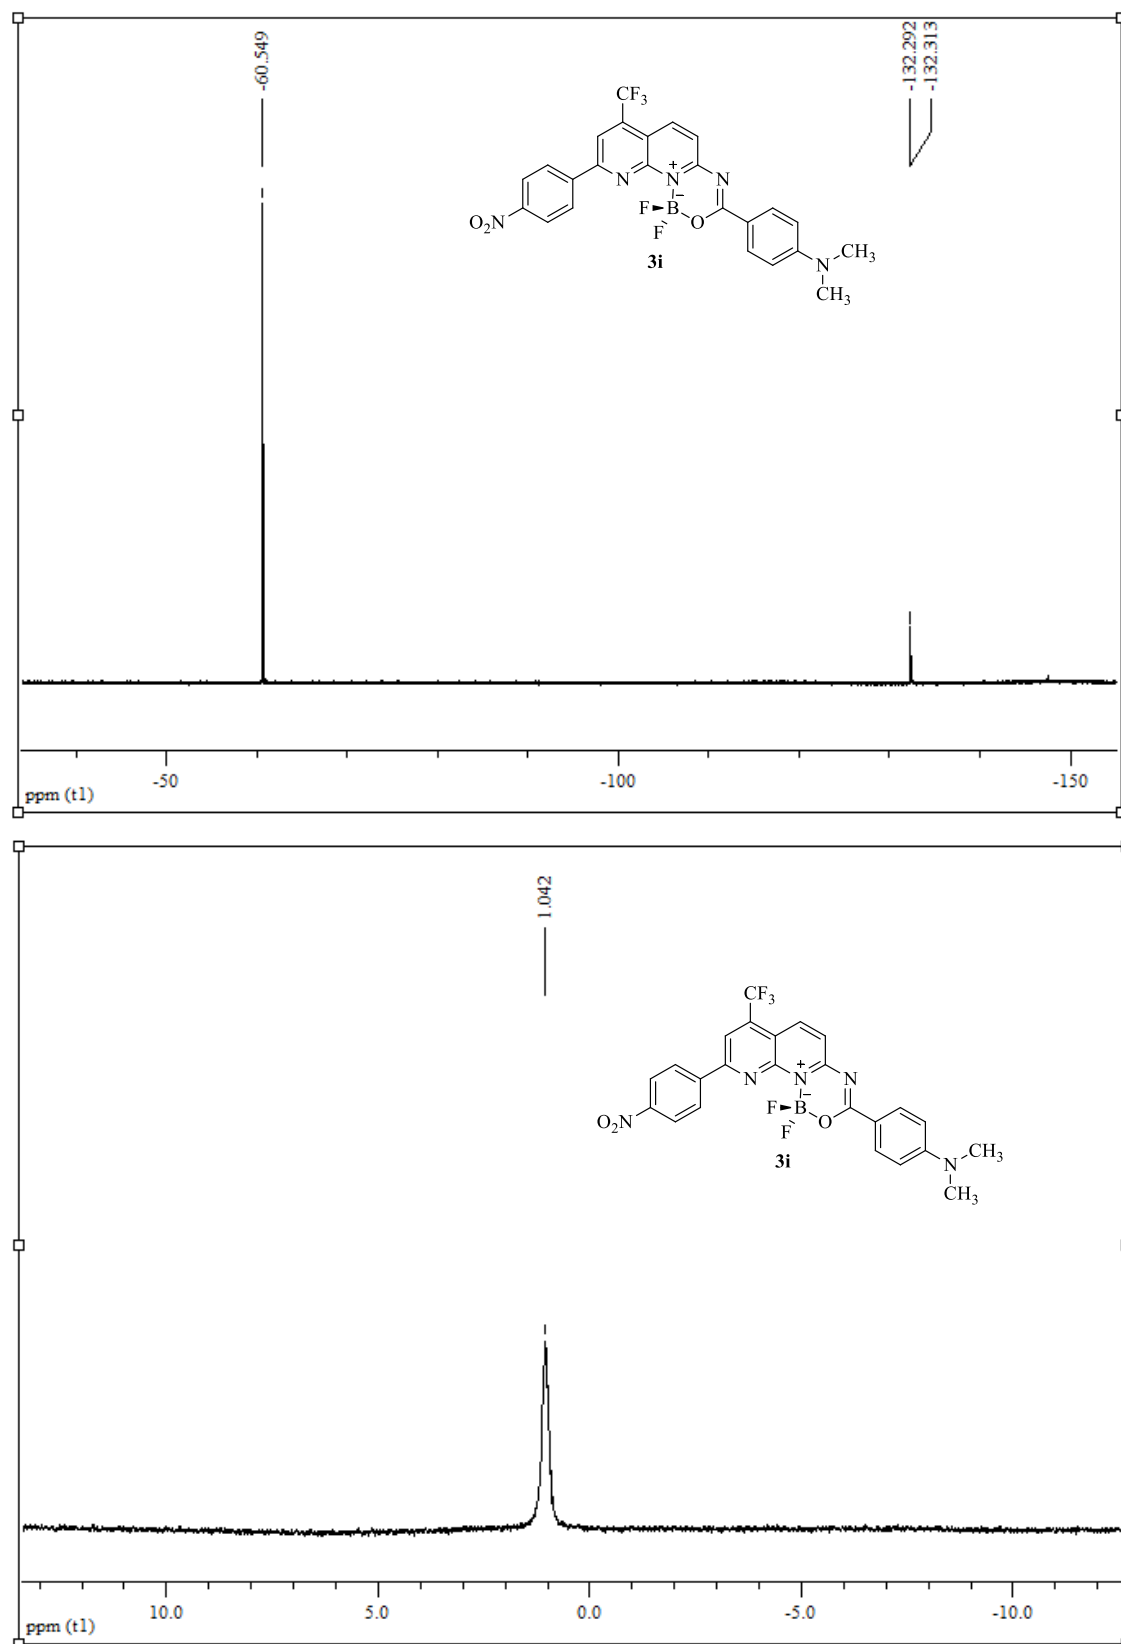 -60.549
-132.292
-132.313
CF3
N
N
+
N
F
B
−
O
F
O2N
3i
N
CH3
CH3
-50
-100
-150
ppm (t1)
1.042
CF3
N
N
+
N
F
B
−
O
F
O2N
3i
N
CH3
CH3
10.0
5.0
0.0
-5.0
-10.0
ppm (t1)